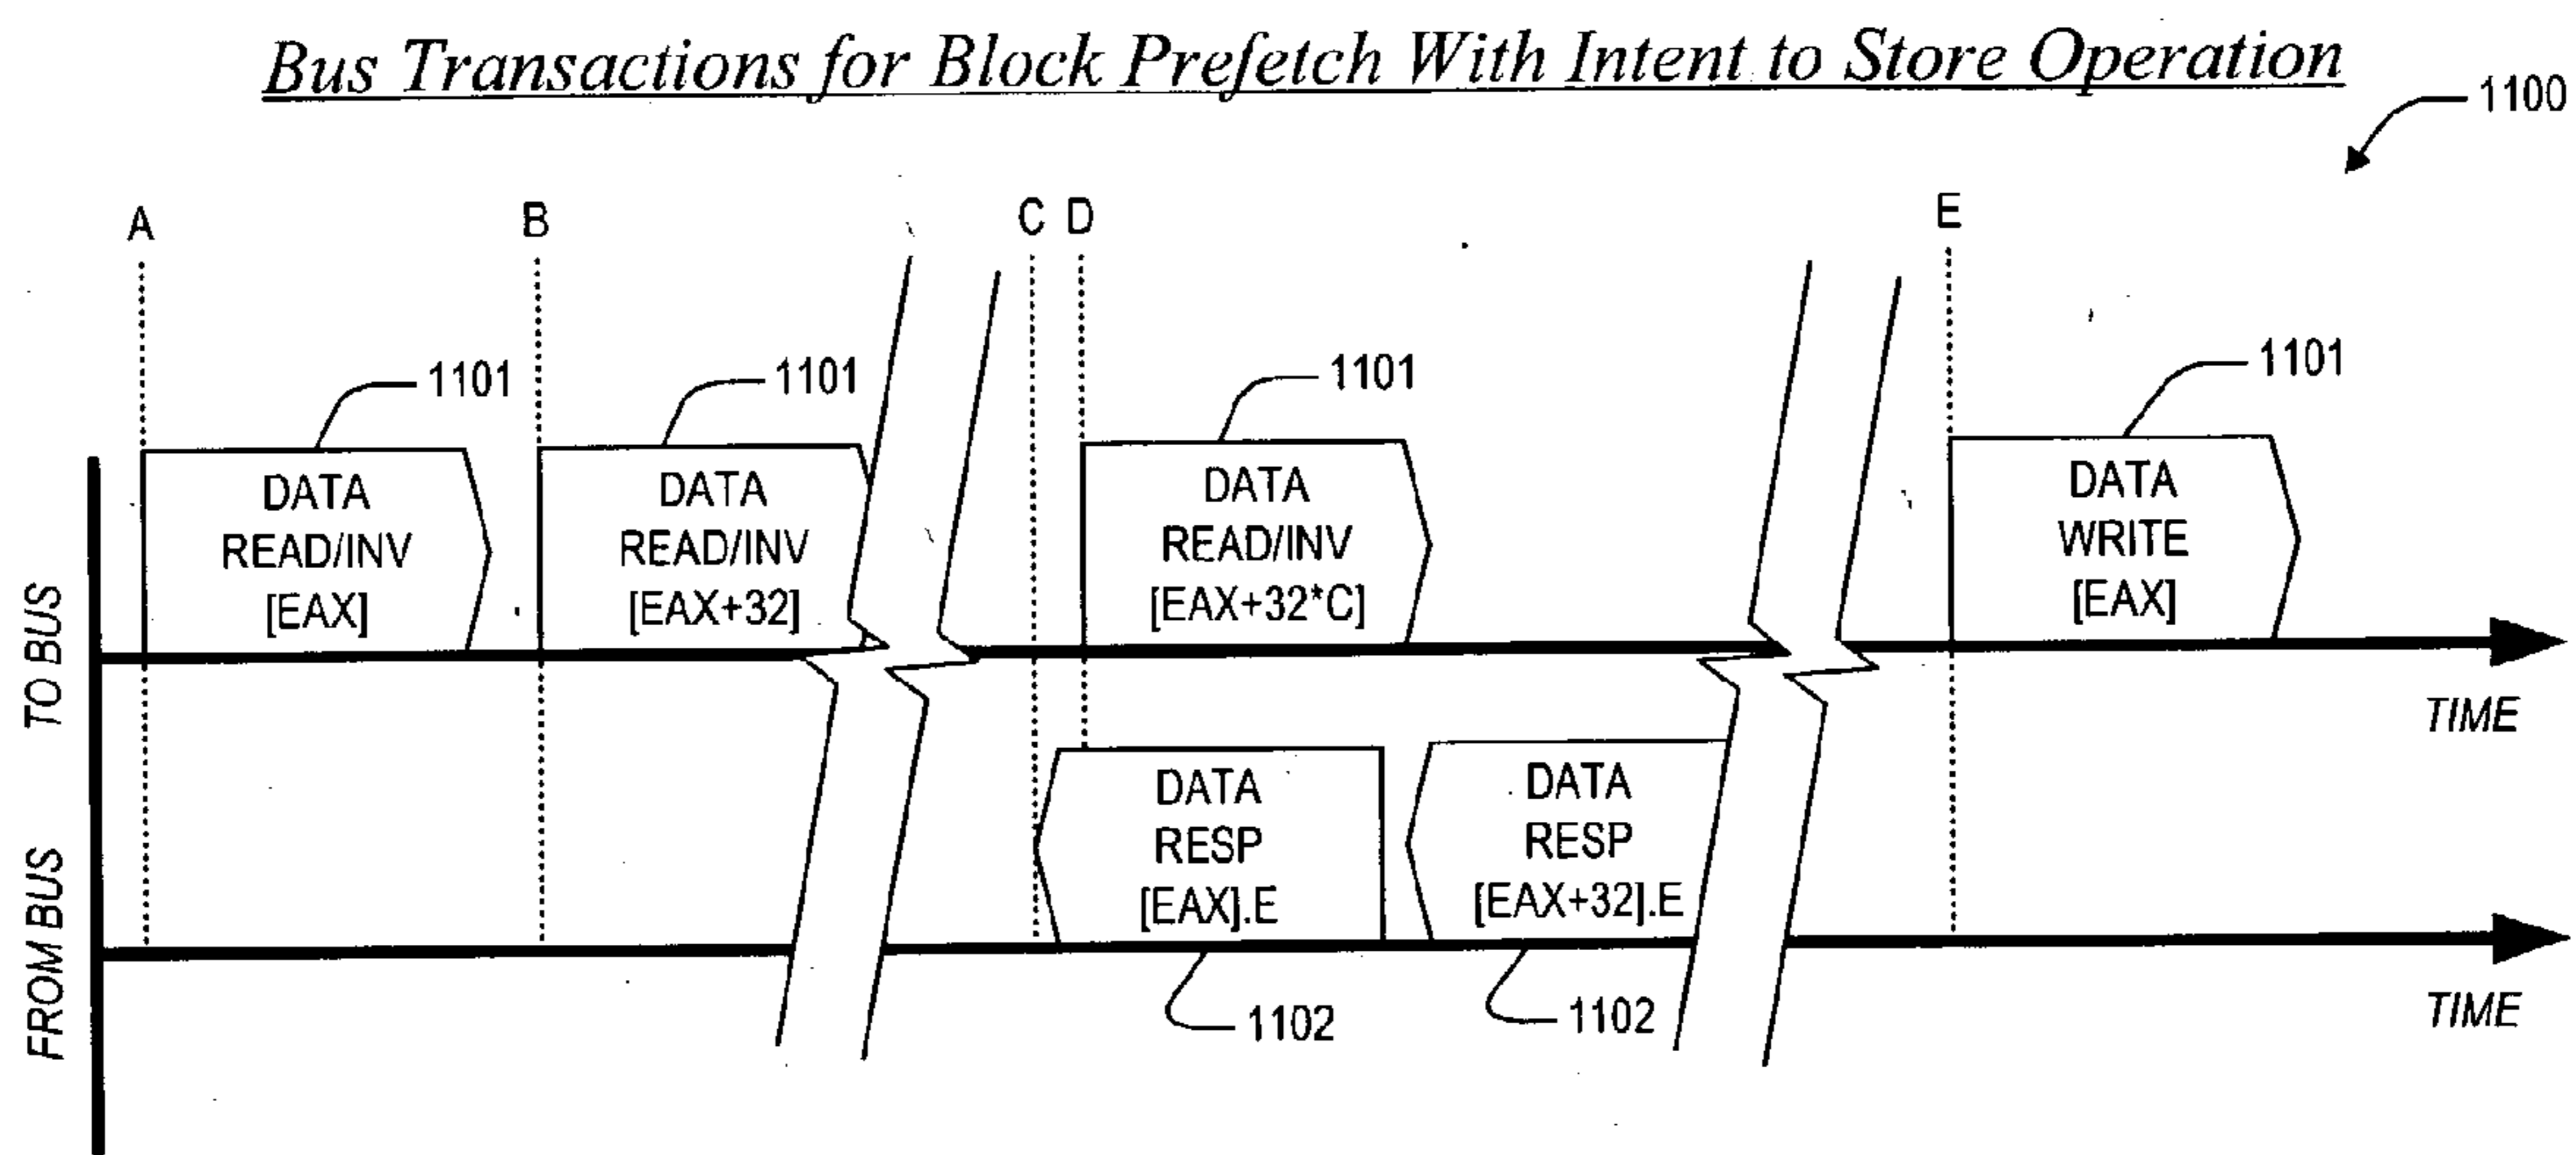 Bus Transactions for Block Prefetch With Intent to Store Operation
1100
A
B
C
D
E
1101
1101
1101
1101
DATA
READ/INV
[EAX]
DATA
READ/INV
[EAX+32]
DATA
READ/INV
[EAX+32*C]
DATA
WRITE
[EAX]
TO BUS
TIME
DATA
RESP
[EAX].E
DATA
RESP
[EAX+32].E
FROM BUS
1102
1102
TIME